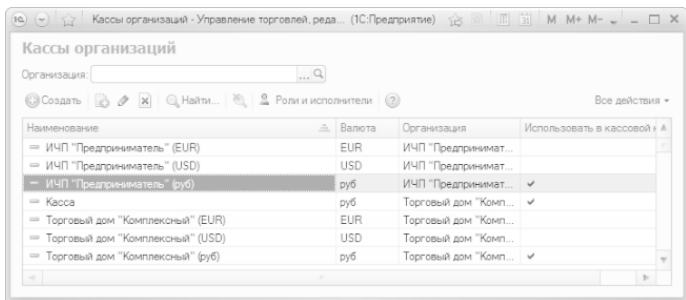 Кассы организаций - Управление торговлей, реда... (1С:Предприятие) M M+ M-
Кассы организаций
Организация: ...
Создать Найти... Роли и исполнители Все действия
Наименование Валюта Организация Использовать в кассовой
ИЧП "Предприниматель" (EUR) EUR ИЧП "Предпринимат...
ИЧП "Предприниматель" (USD) USD ИЧП "Предпринимат...
ИЧП "Предприниматель" (руб) руб ИЧП "Предпринимат...
Касса руб Торговый дом "Комп...
Торговый дом "Комплексный" (EUR) EUR Торговый дом "Комп...
Торговый дом "Комплексный" (USD) USD Торговый дом "Комп...
Торговый дом "Комплексный" (руб) руб Торговый дом "Комп...